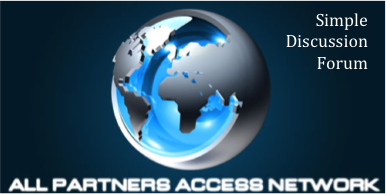 Simple
Discussion
Forum
ALL PARTNERS ACCESS NETWORK